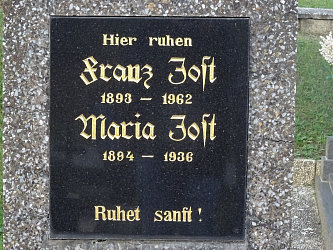 Hier ruhen
Franz Jost
1893 - 1962
Maria Jost
1894 - 1936
Ruhet sanft!